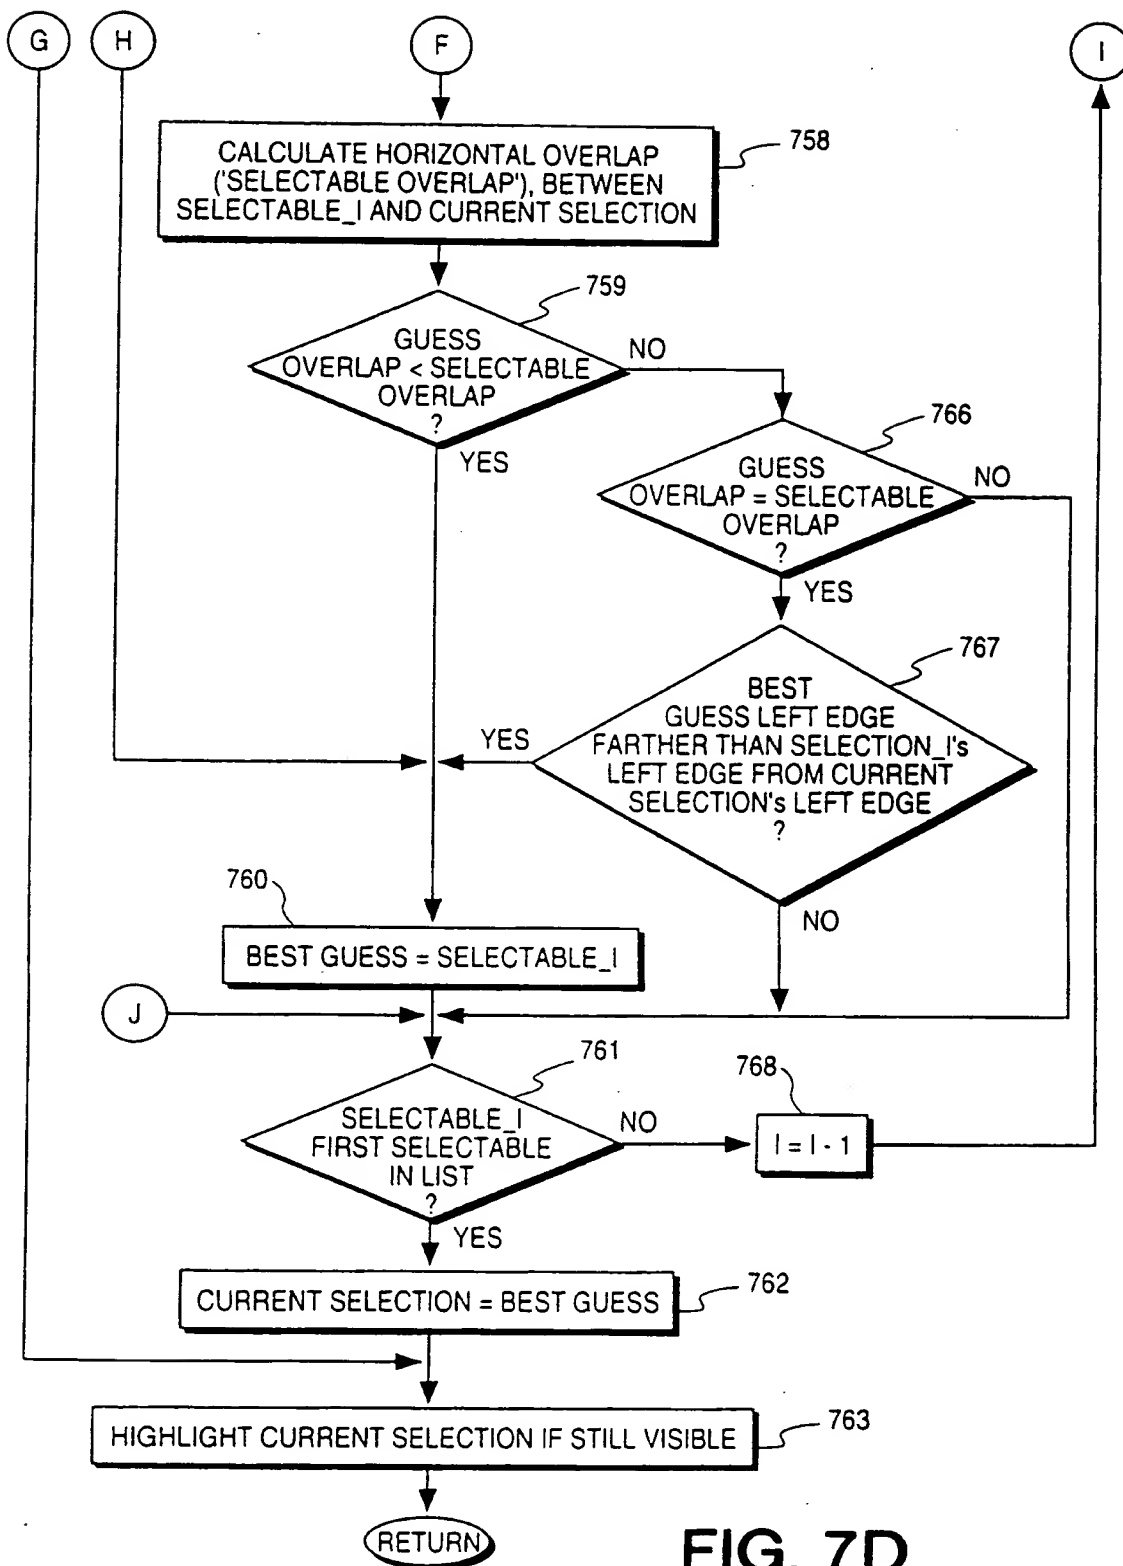 G
H
F
I
CALCULATE HORIZONTAL OVERLAP
('SELECTABLE OVERLAP'), BETWEEN
SELECTABLE_I AND CURRENT SELECTION
758
759
GUESS
OVERLAP < SELECTABLE
OVERLAP
?
NO
YES
766
GUESS
OVERLAP = SELECTABLE
OVERLAP
?
NO
YES
767
BEST
GUESS LEFT EDGE
FARTHER THAN SELECTION_I's
LEFT EDGE FROM CURRENT
SELECTION's LEFT EDGE
?
YES
NO
760
BEST GUESS = SELECTABLE_I
J
761
SELECTABLE_I
FIRST SELECTABLE
IN LIST
?
NO
768
I = I - 1
YES
CURRENT SELECTION = BEST GUESS
762
HIGHLIGHT CURRENT SELECTION IF STILL VISIBLE
763
RETURN
FIG. 7D